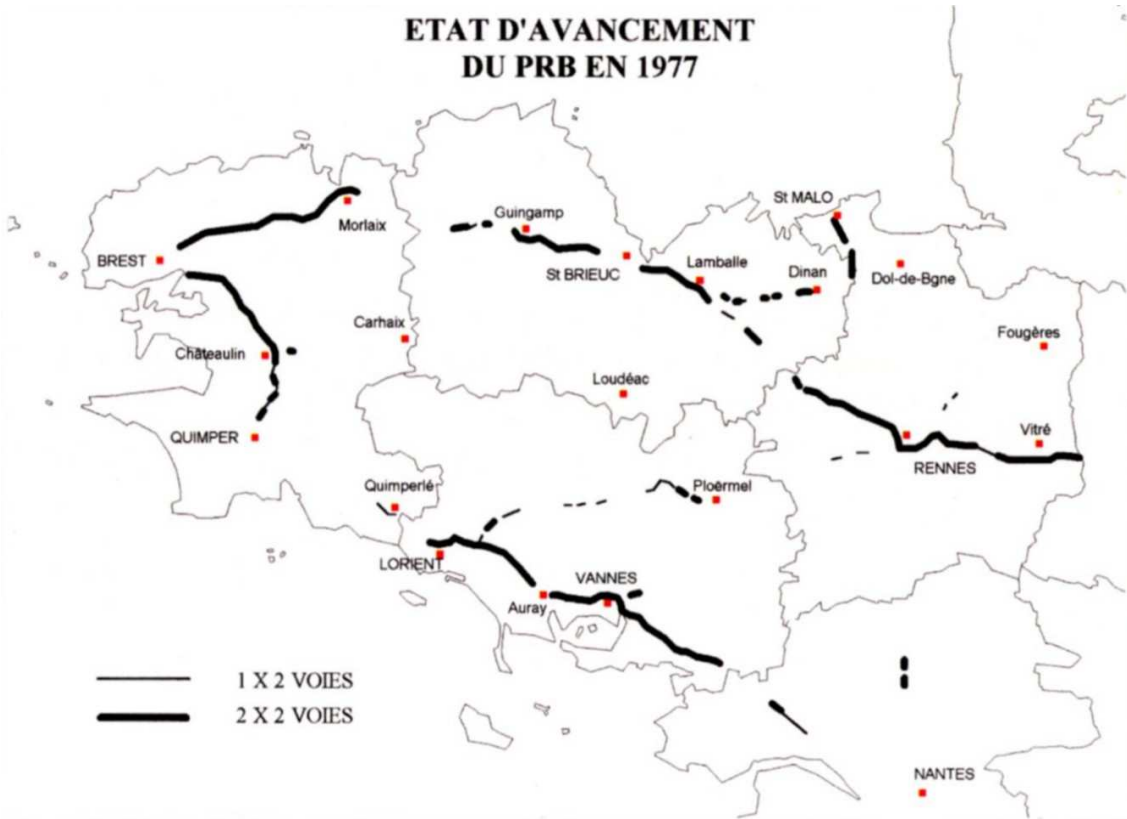 ETAT D'AVANCEMENT
DU PRB EN 1977
St MALO
Guingamp
Morlaix
BREST
St BRIEUC
Lamballe
Dinan
Dol-de-Bgne
Carhaix
Fougères
Châteaulin
Loudéac
QUIMPER
Vitré
RENNES
Quimperlé
Ploërmel
LORIENT
VANNES
Auray
1 X 2 VOIES
2 X 2 VOIES
NANTES